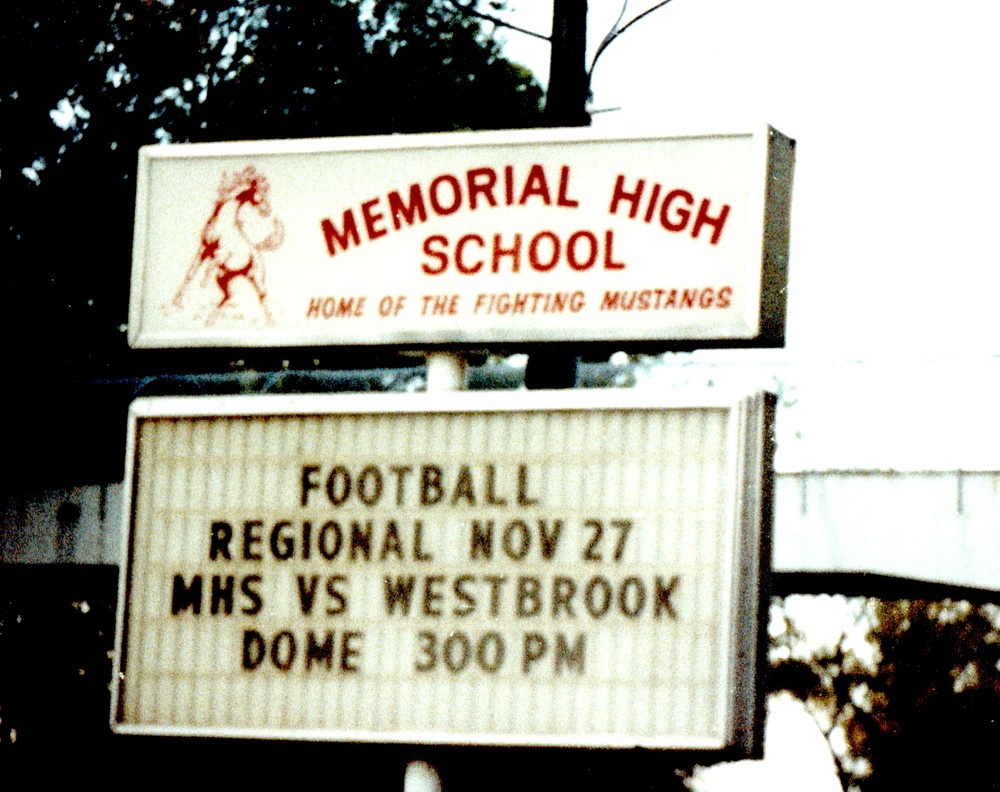 MEMORIAL HIGH
SCHOOL
HOME OF THE FIGHTING MUSTANGS
FOOTBALL
REGIONAL NOV 27
MHS VS WESTBROOK
DOME 300 PM